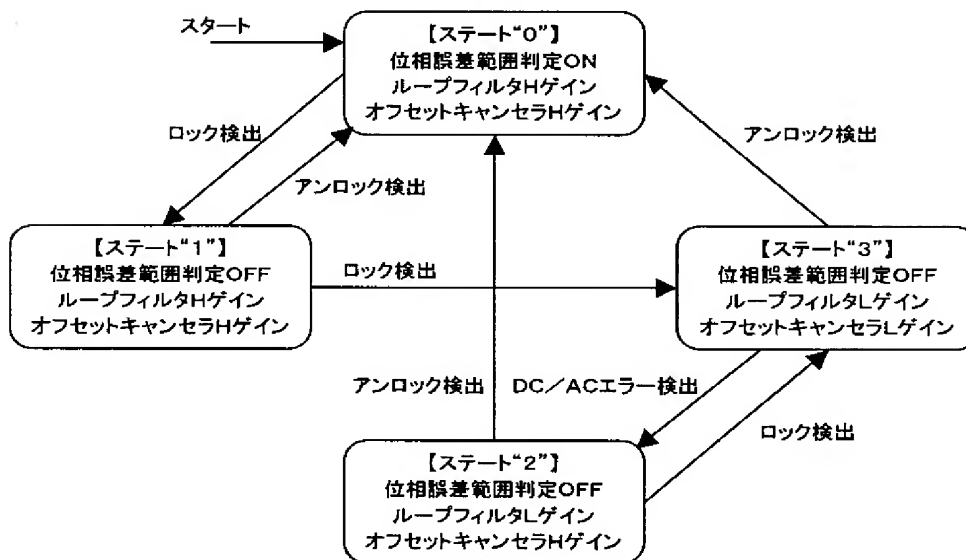 スタート
【ステート“0”】
位相誤差範囲判定ON
ループフィルタHゲイン
オフセットキャンセラHゲイン
ロック検出
アンロック検出
アンロック検出
【ステート“1”】
位相誤差範囲判定OFF
ループフィルタHゲイン
オフセットキャンセラHゲイン
ロック検出
【ステート“3”】
位相誤差範囲判定OFF
ループフィルタLゲイン
オフセットキャンセラLゲイン
アンロック検出
DC／ACエラー検出
ロック検出
【ステート“2”】
位相誤差範囲判定OFF
ループフィルタLゲイン
オフセットキャンセラHゲイン